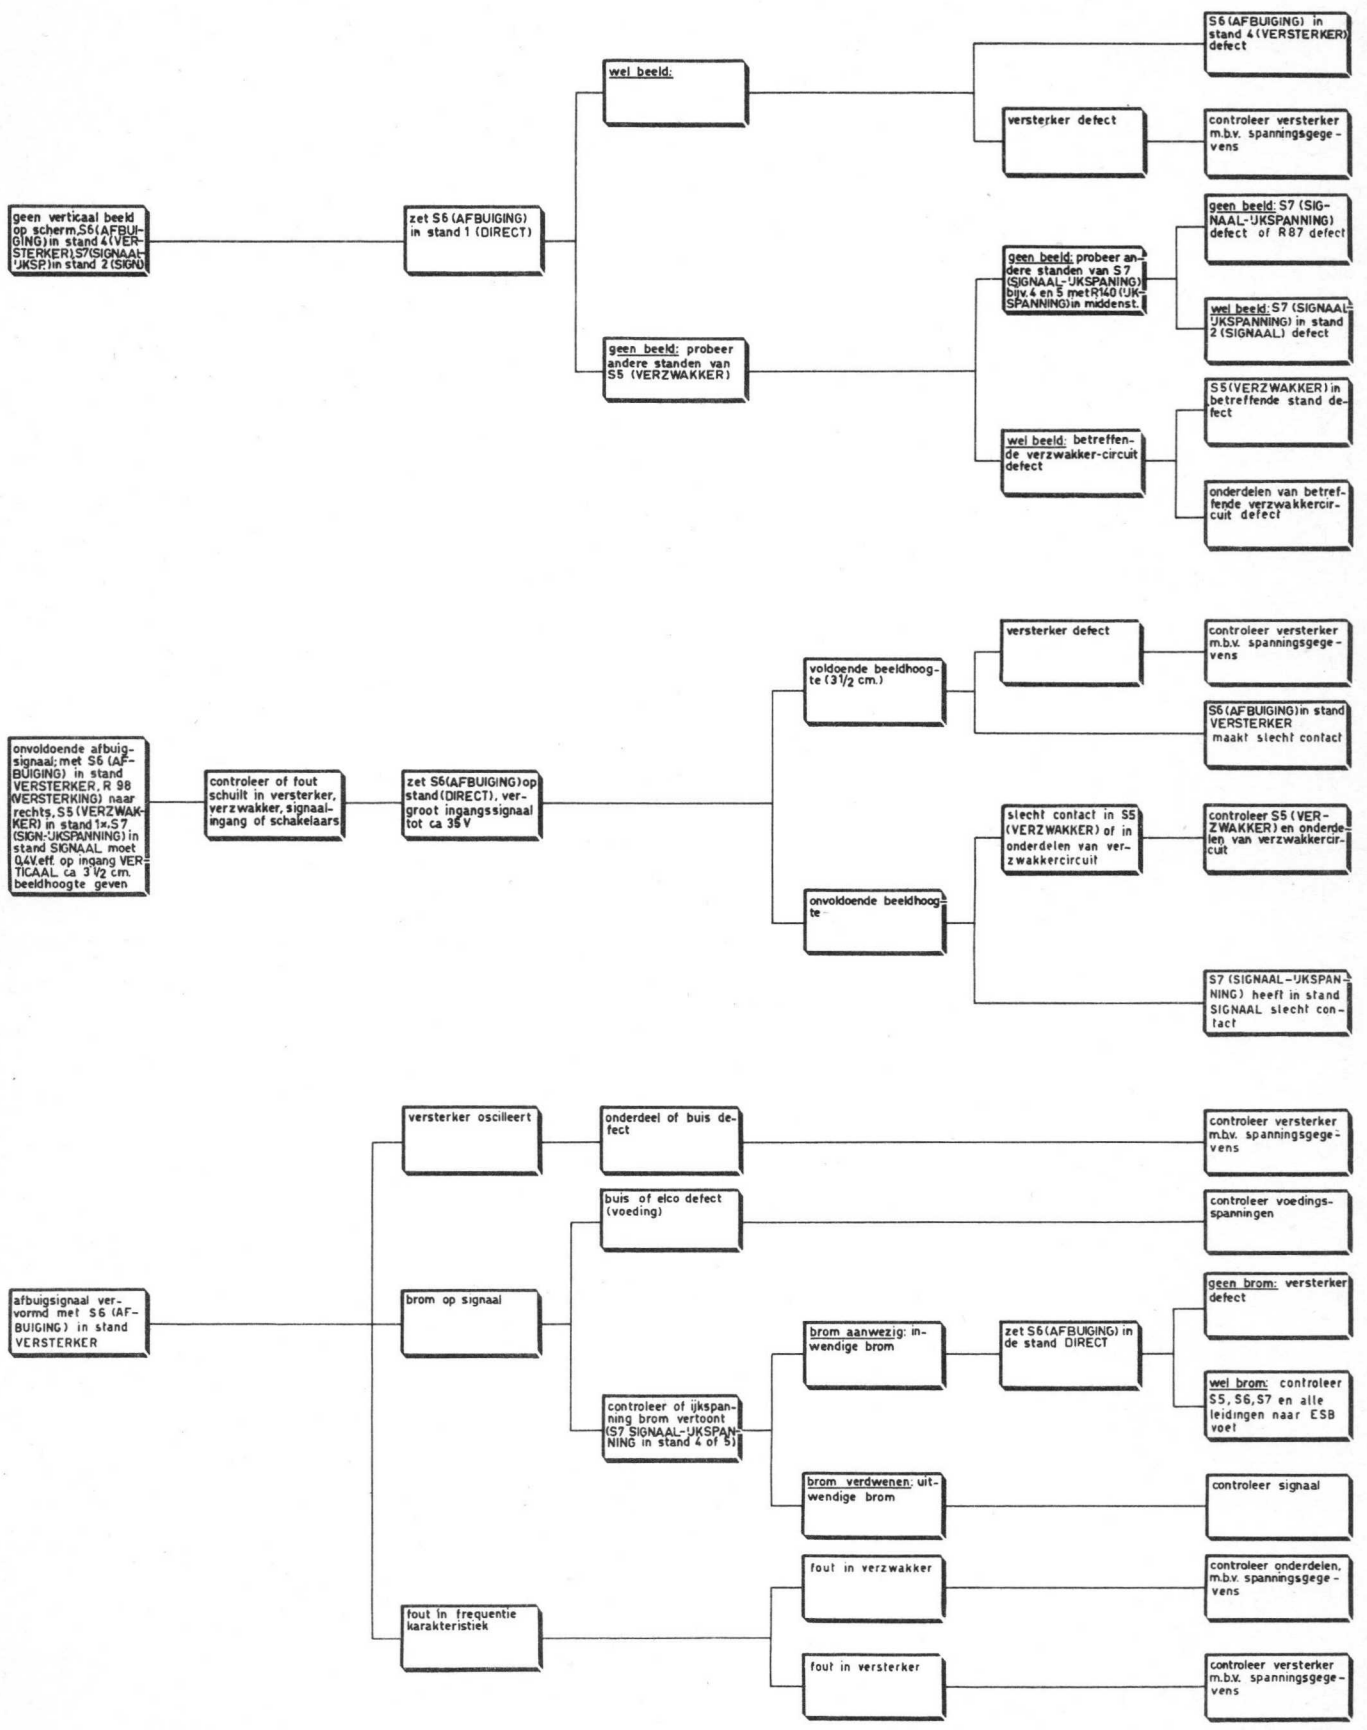 geen verticaal beeld
op scherm,S6(AFBUI-
GING) in stand 4(VER-
STERKER),S7(SIGNAAL-
IJKSP.) in stand 2 (SIGN)
zet S6 (AFBUIGING)
in stand 1 (DIRECT)
wel beeld:
S6 (AFBUIGING) in
stand 4 (VERSTERKER)
defect
versterker defect
controleer versterker
m.b.v. spanningsgege-
vens
geen beeld: probeer
andere standen van
S5 (VERZWAKKER)
geen beeld: probeer an-
dere standen van S7
(SIGNAAL-IJKSPANNING)
bijv. 4 en 5 met R140 (IJK-
SPANNING) in middenst.
geen beeld: S7 (SIG-
NAAL-IJKSPANNING)
defect of R87 defect
wel beeld: S7 (SIGNAAL-
IJKSPANNING) in stand
2 (SIGNAAL) defect
wel beeld: betreffen-
de verzwakker-circuit
defect
S5 (VERZWAKKER) in
betreffende stand de-
fect
onderdelen van betref-
fende verzwakkercir-
cuit defect
onvoldoende afbuig-
signaal; met S6 (AF-
BUIGING) in stand
VERSTERKER, R 98
(VERSTERKING) naar
rechts, S5 (VERZWAK-
KER) in stand 1x, S7
(SIGN-IJKSPANNING) in
stand SIGNAAL moet
0,4V.eff. op ingang VER-
TICAAL ca 3 1/2 cm.
beeldhoogte geven
controleer of fout
schuilt in versterker,
verzwakker, signaal-
ingang of schakelaars
zet S6(AFBUIGING) op
stand (DIRECT), ver-
groot ingangssignaal
tot ca 35 V
voldoende beeldhoog-
te (3 1/2 cm.)
versterker defect
controleer versterker
m.b.v. spanningsgege-
vens
S6 (AFBUIGING) in stand
VERSTERKER
maakt slecht contact
onvoldoende beeldhoog-
te
slecht contact in S5
(VERZWAKKER) of in
onderdelen van ver-
zwakkercircuit
controleer S5 (VER-
ZWAKKER) en onderde-
len van verzwakkercir-
cuit
S7 (SIGNAAL-IJKSPAN-
NING) heeft in stand
SIGNAAL slecht con-
tact
afbuigsignaal ver-
vormd met S6 (AF-
BUIGING) in stand
VERSTERKER
versterker oscilleert
onderdeel of buis de-
fect
controleer versterker
m.b.v. spanningsgege-
vens
brom op signaal
buis of elco defect
(voeding)
controleer voedings-
spanningen
controleer of ijkspan-
ning brom vertoont
(S7 SIGNAAL-IJKSPAN-
NING in stand 4 of 5)
brom aanwezig: in-
wendige brom
zet S6(AFBUIGING) in
de stand DIRECT
geen brom: versterker
defect
wel brom: controleer
S5, S6, S7 en alle
leidingen naar ESB
voet
brom verdwenen: uit-
wendige brom
controleer signaal
fout in frequentie
karakteristiek
fout in verzwakker
controleer onderdelen,
m.b.v. spanningsgege-
vens
fout in versterker
controleer versterker
m.b.v. spanningsgege-
vens